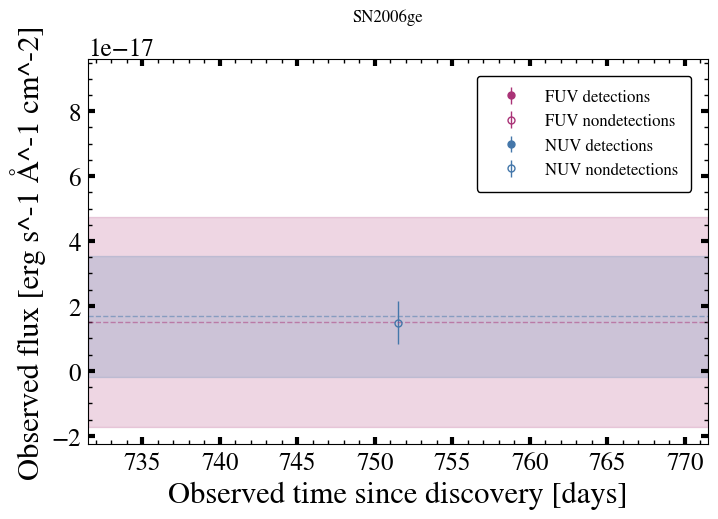 SN2006ge
1e−17
FUV detections
FUV nondetections
NUV detections
NUV nondetections
8
6
4
2
0
−2
735 740 745 750 755 760 765 770
Observed time since discovery [days]
Observed flux [erg s^-1 Å^-1 cm^-2]